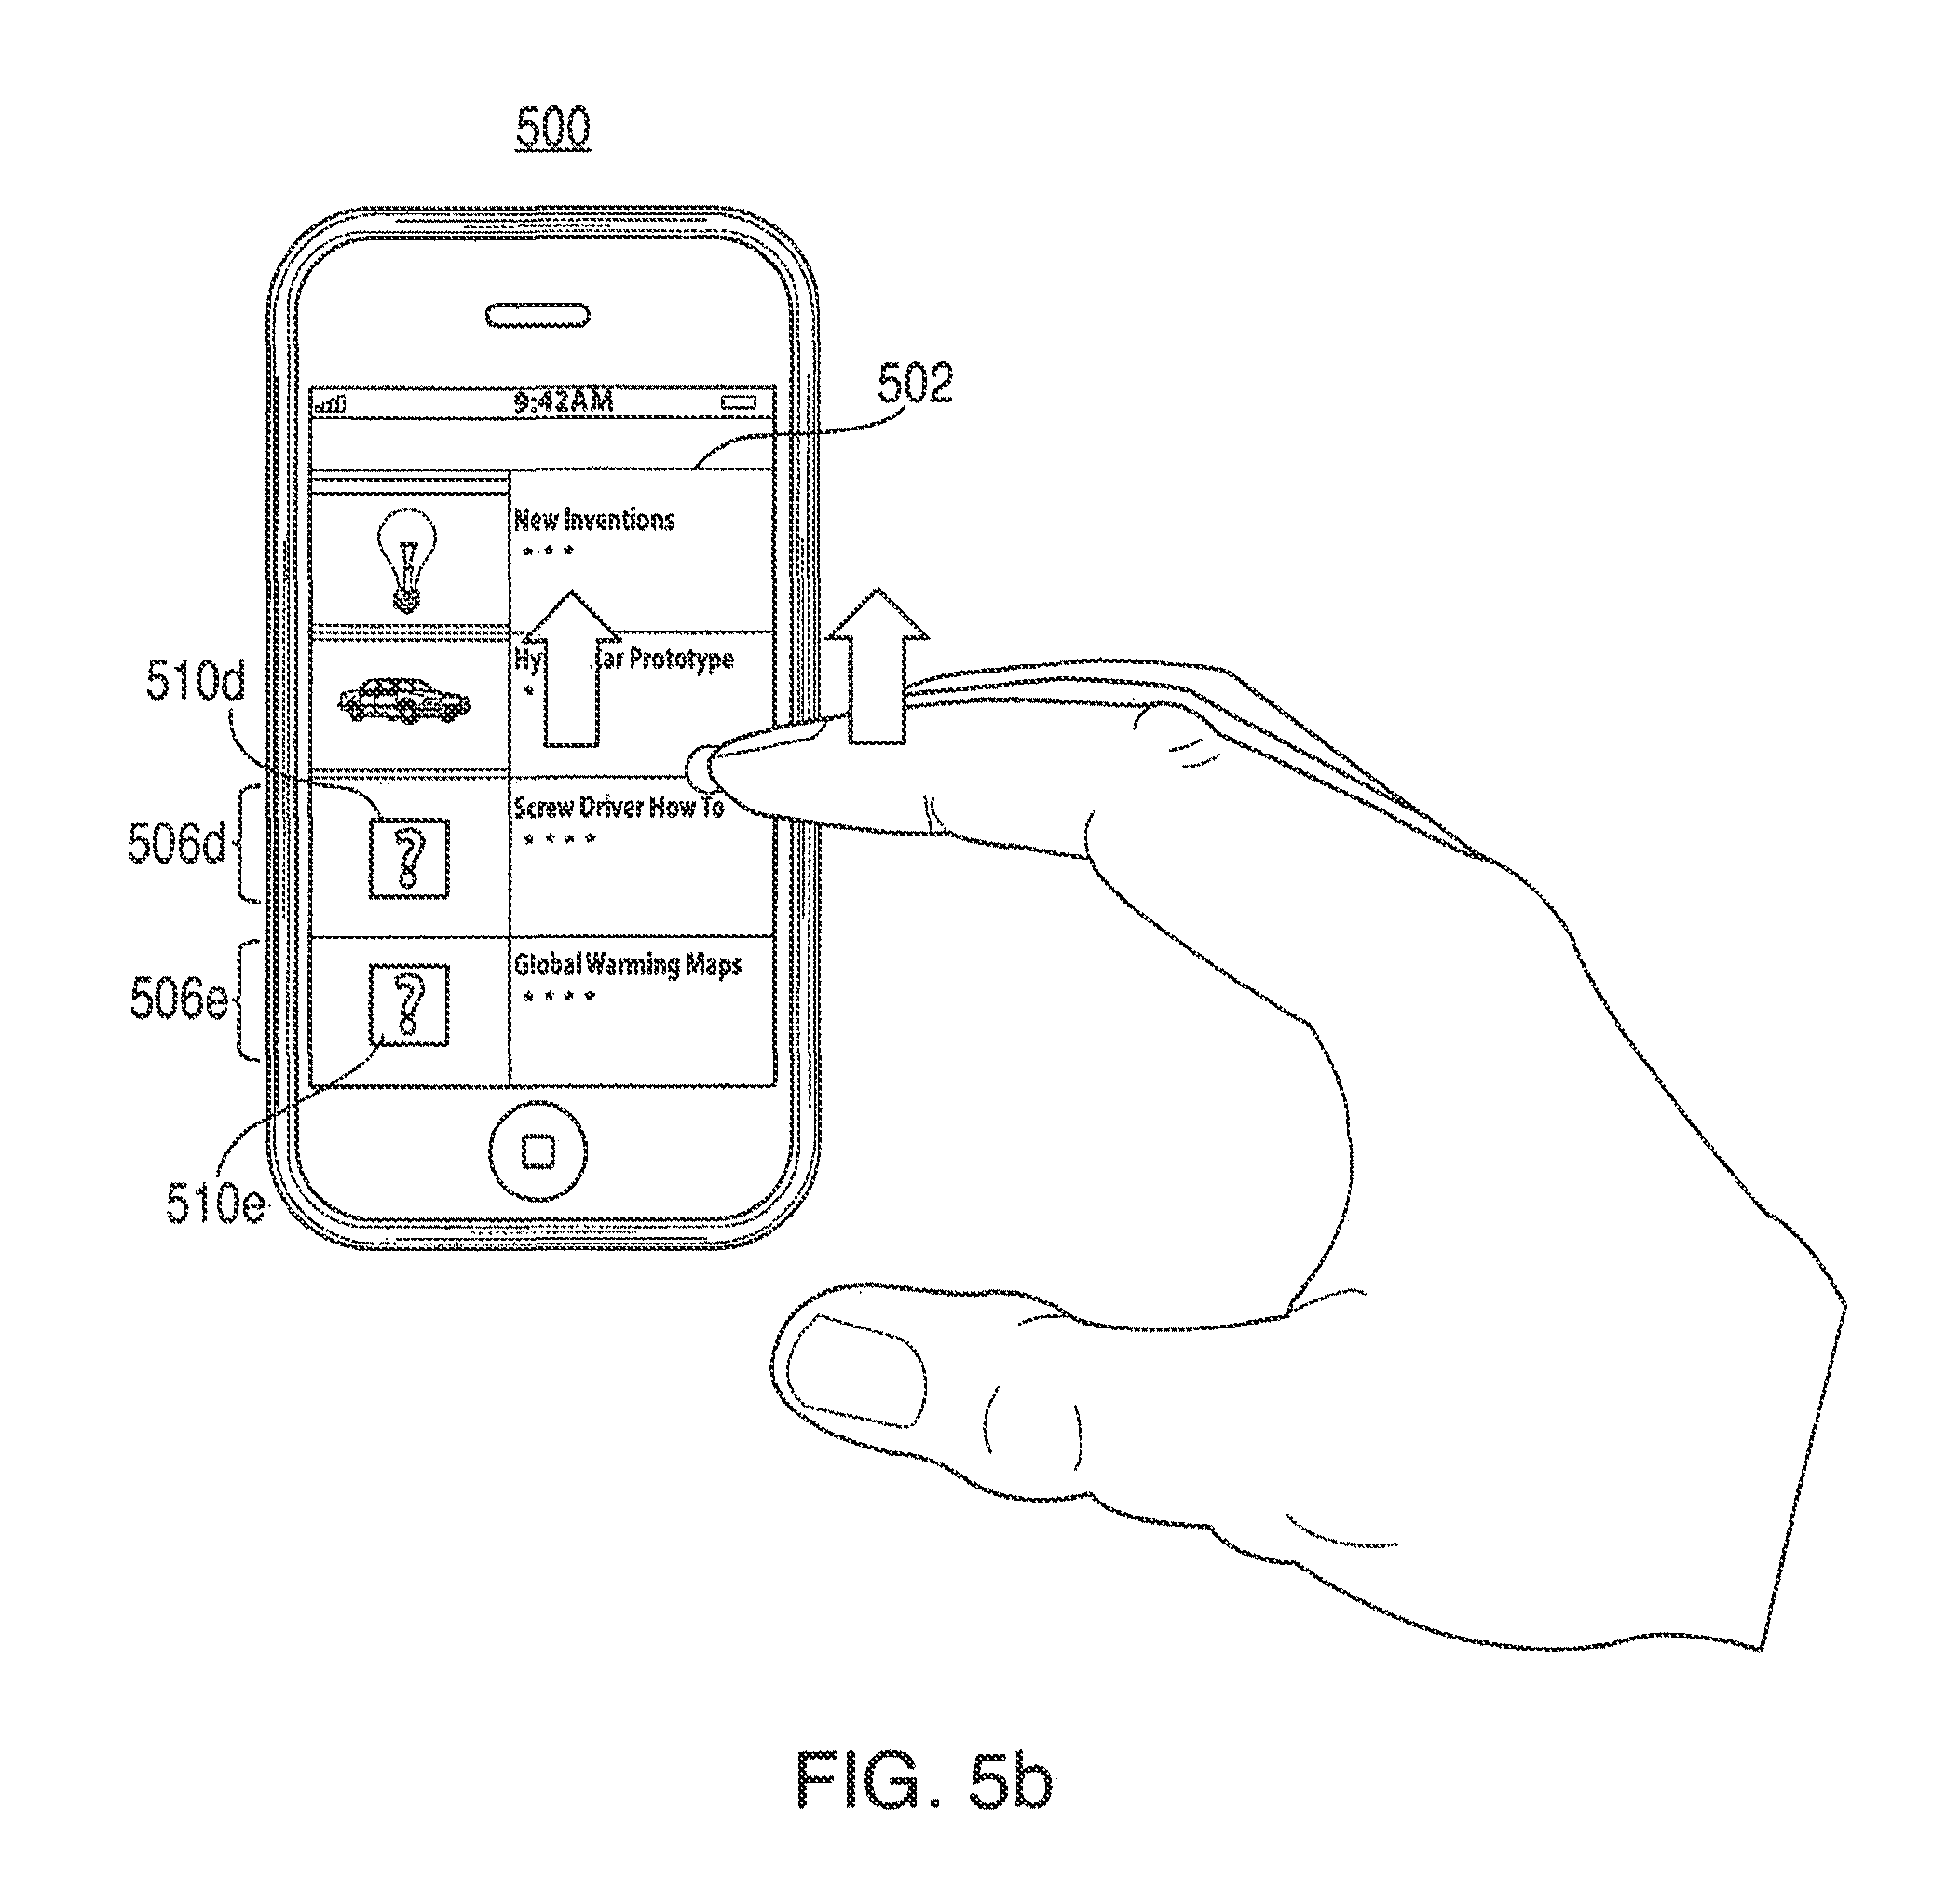 500
502
9:42AM
New Inventions
* * *
Hy ar Prototype
*
510d
506d
?
Screw Driver How To
* * * *
506e
?
Global Warming Maps
* * * *
510e
FIG. 5b